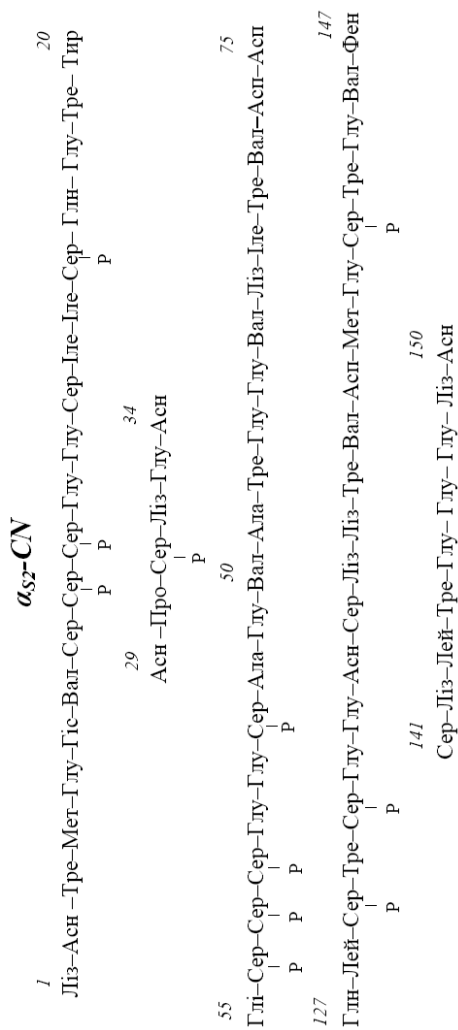 α_S2-CN
1 20
Ліз–Асн –Тре–Мет–Глу–Гіс–Вал–Сер–Сер–Сер–Глу–Глу–Сер–Іле–Іле–Сер– Глн– Глу–Тре– Тир
P P P
29 34
Асн –Про–Сер–Ліз–Глу–Асн
P
55 50 75
Глі–Сер–Сер–Сер–Глу–Глу–Сер–Ала–Глу–Вал–Ала–Тре–Глу–Глу–Вал–Ліз–Іле–Тре–Вал–Асп–Асп
P P P P
127 147
Глн–Лей–Сер–Тре–Сер–Глу–Глу–Асн–Сер–Ліз–Ліз–Тре–Вал–Асп–Мет–Глу–Сер–Тре–Глу–Вал–Фен
P P P
141 150
Сер–Ліз–Лей–Тре–Глу– Глу– Глу– Ліз–Асн